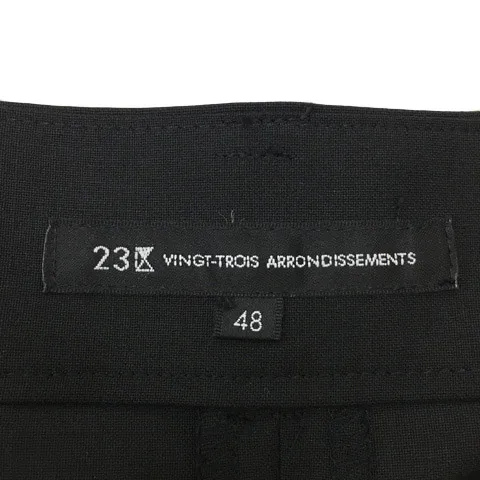 23区 VINGT-TROIS ARRONDISSEMENTS
48